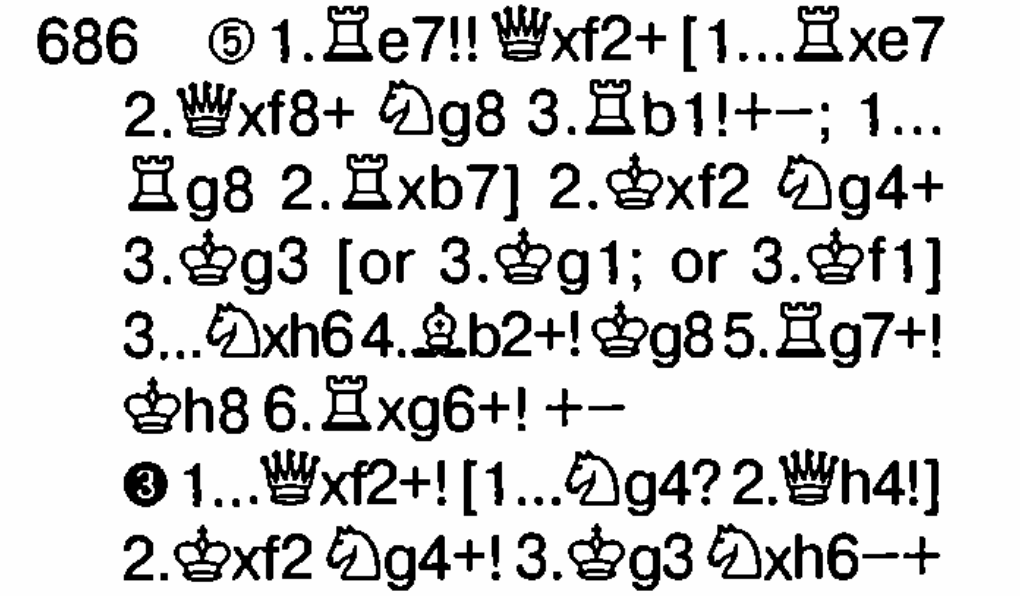 686 ⑤ 1.♖e7!! ♕xf2+ [1...♖xe7
2.♕xf8+ ♘g8 3.♖b1!+−; 1...
♖g8 2.♖xb7] 2.♔xf2 ♘g4+
3.♔g3 [or 3.♔g1; or 3.♔f1]
3...♘xh6 4.♗b2+! ♔g8 5.♖g7+!
♔h8 6.♖xg6+! +−
❸ 1...♕xf2+! [1...♘g4? 2.♕h4!]
2.♔xf2 ♘g4+! 3.♔g3 ♘xh6−+